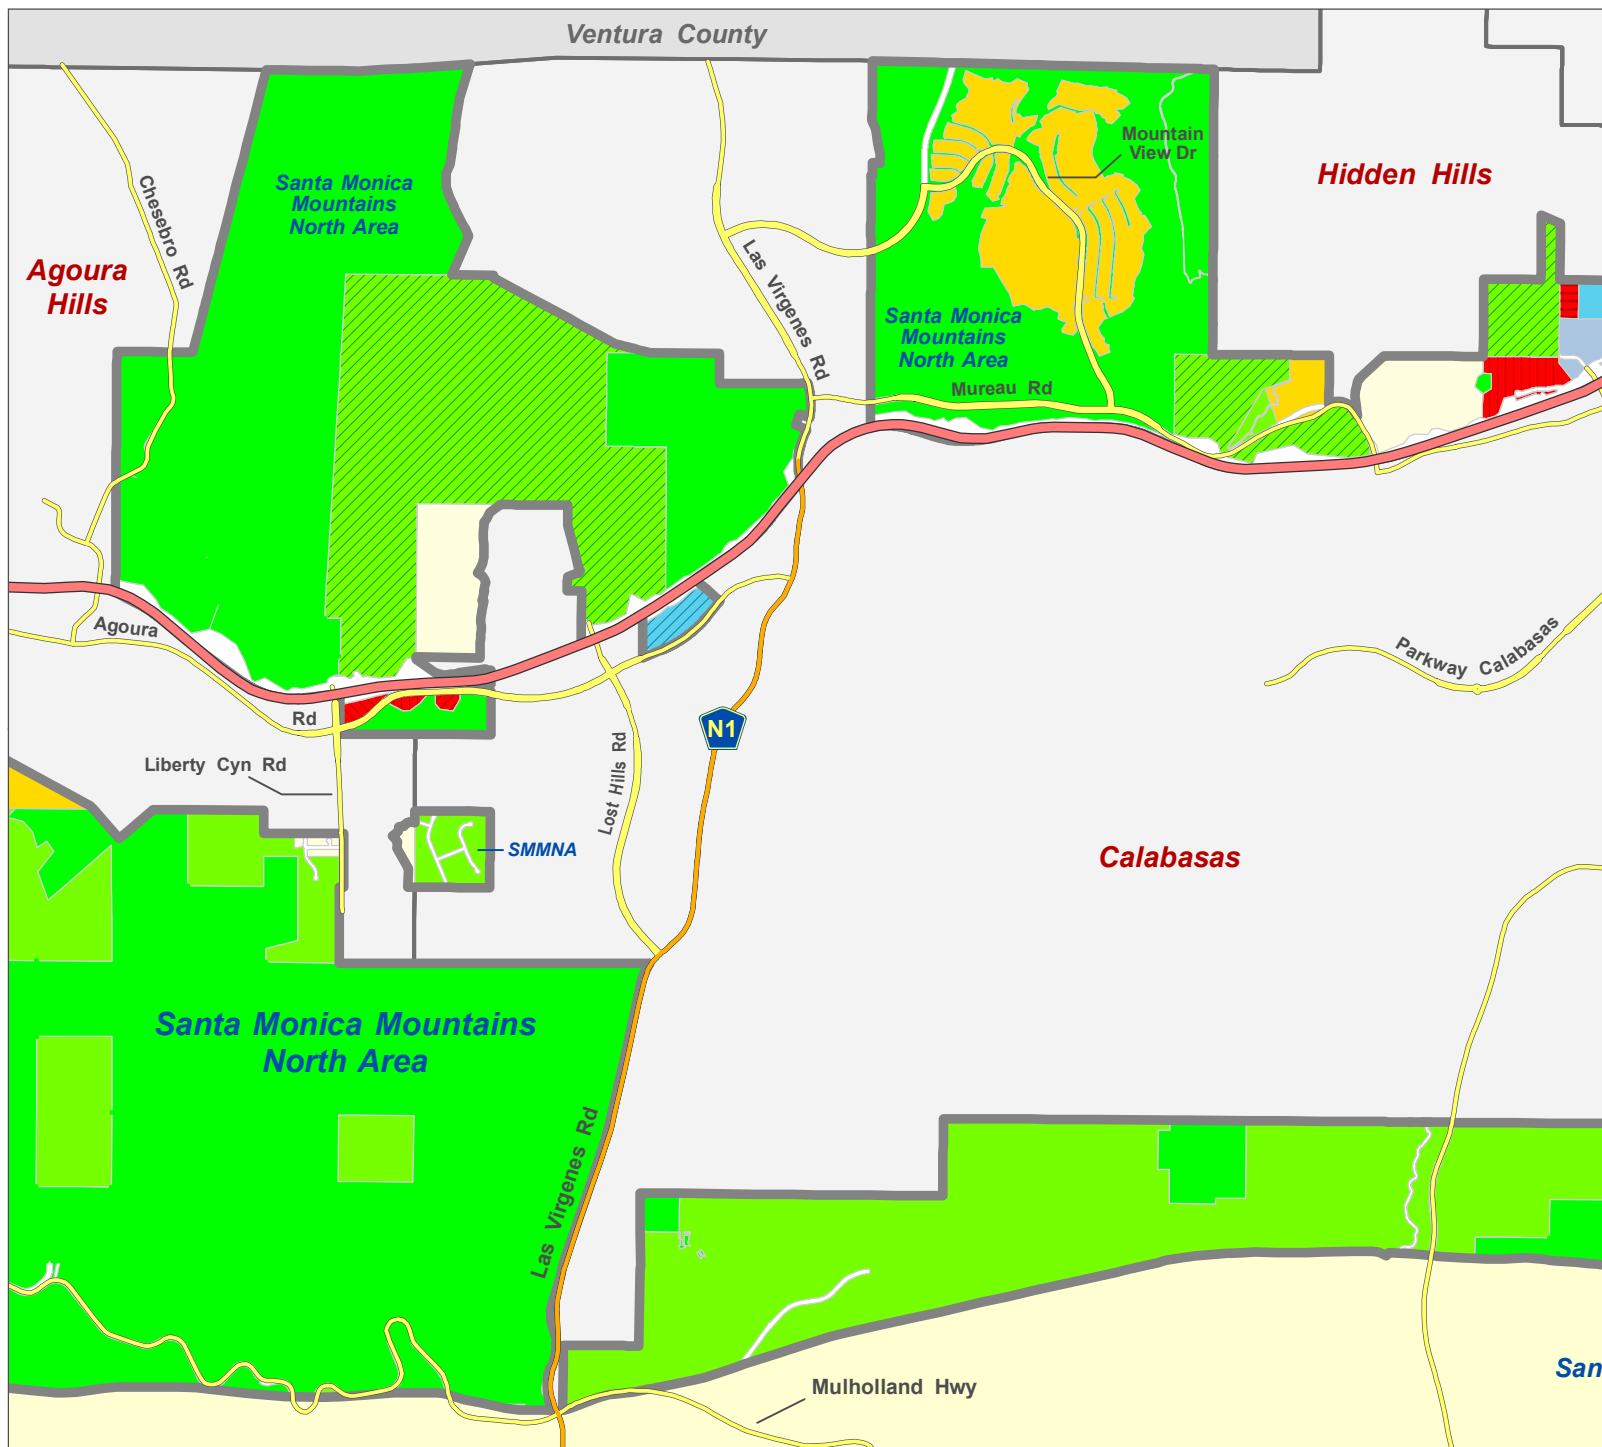 Ventura County
Mountain
View Dr
Hidden Hills
Santa Monica
Mountains
North Area
Chesebro Rd
Agoura
Hills
Las Virgenes Rd
Santa Monica
Mountains
North Area
Mureau Rd
Agoura
Rd
Parkway Calabasas
N1
Liberty Cyn Rd
Lost Hills Rd
SMMNA
Calabasas
Santa Monica Mountains
North Area
Las Virgenes Rd
San
Mulholland Hwy